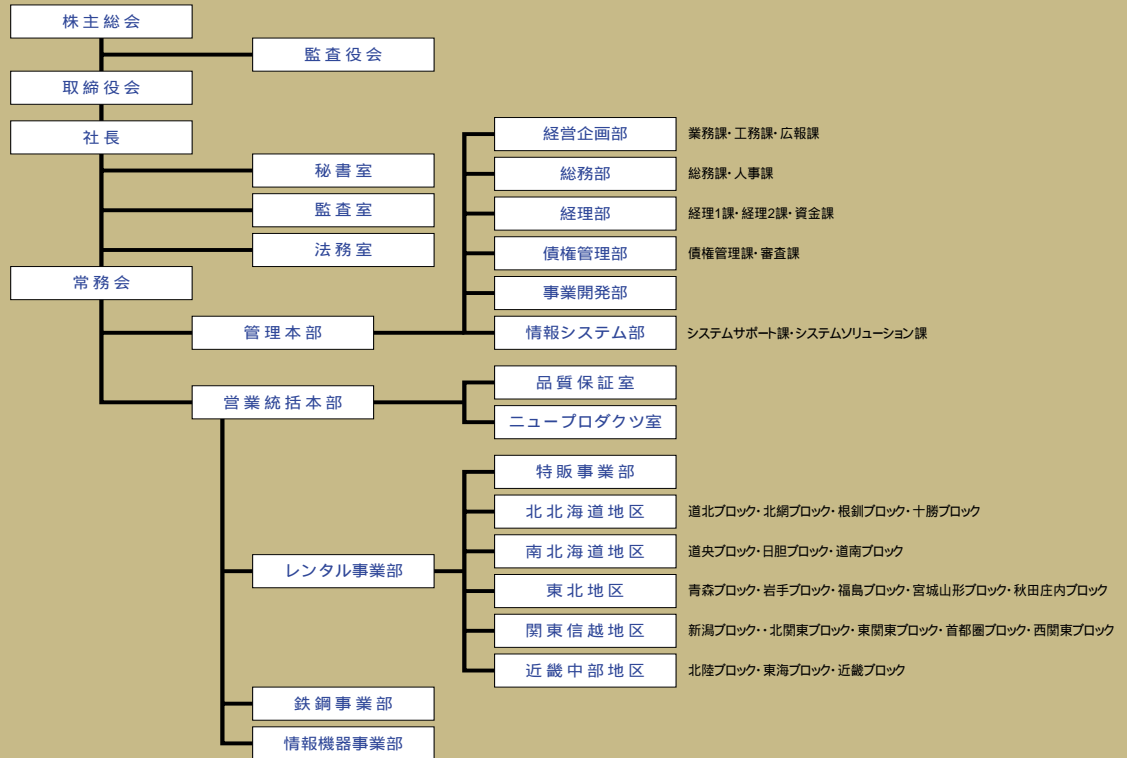 株主総会
監査役会
取締役会
社長
秘書室
監査室
法務室
常務会
管理本部
経営企画部 業務課・工務課・広報課
総務部 総務課・人事課
経理部 経理1課・経理2課・資金課
債権管理部 債権管理課・審査課
事業開発部
情報システム部 システムサポート課・システムソリューション課
営業統括本部
品質保証室
ニュープロダクツ室
レンタル事業部
特販事業部
北北海道地区 道北ブロック・北網ブロック・根釧ブロック・十勝ブロック
南北海道地区 道央ブロック・日胆ブロック・道南ブロック
東北地区 青森ブロック・岩手ブロック・福島ブロック・宮城山形ブロック・秋田庄内ブロック
関東信越地区 新潟ブロック・・北関東ブロック・東関東ブロック・首都圏ブロック・西関東ブロック
近畿中部地区 北陸ブロック・東海ブロック・近畿ブロック
鉄鋼事業部
情報機器事業部